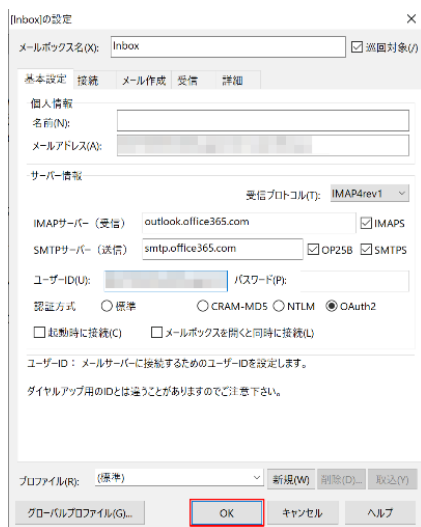 [Inbox]の設定
メールボックス名(X): Inbox 巡回対象(/)
基本設定 接続 メール作成 受信 詳細
個人情報
名前(N):
メールアドレス(A):
サーバー情報
受信プロトコル(T): IMAP4rev1
IMAPサーバー（受信） outlook.office365.com IMAPS
SMTPサーバー（送信） smtp.office365.com OP25B SMTPS
ユーザーID(U): パスワード(P):
認証方式 標準 CRAM-MD5 NTLM OAuth2
起動時に接続(C) メールボックスを開くと同時に接続(L)
ユーザーID： メールサーバーに接続するためのユーザーIDを設定します。
ダイヤルアップ用のIDとは違うことがありますのでご注意下さい。
プロファイル(R): (標準) 新規(W) 削除(D)... 取込(Y)
グローバルプロファイル(G)... OK キャンセル ヘルプ